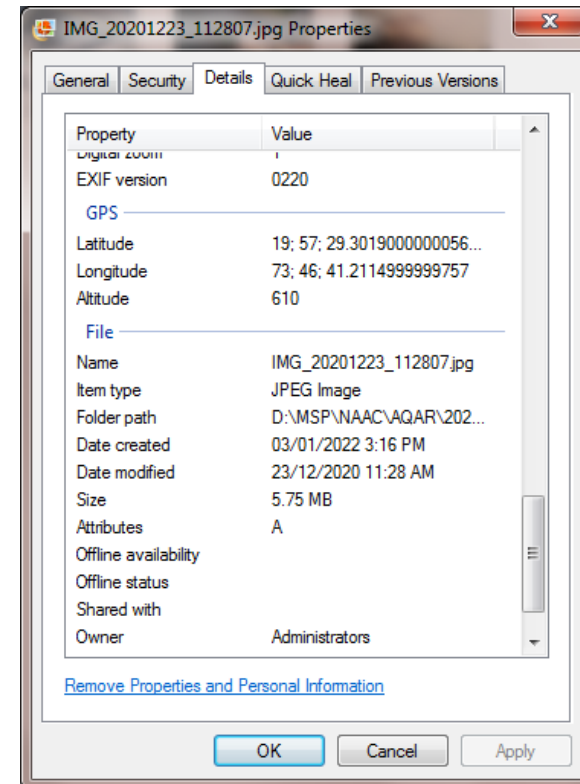 IMG_20201223_112807.jpg Properties
General Security Details Quick Heal Previous Versions
Property Value
Digital zoom 1
EXIF version 0220
GPS
Latitude 19; 57; 29.3019000000056...
Longitude 73; 46; 41.2114999999757
Altitude 610
File
Name IMG_20201223_112807.jpg
Item type JPEG Image
Folder path D:\MSP\NAAC\AQAR\202...
Date created 03/01/2022 3:16 PM
Date modified 23/12/2020 11:28 AM
Size 5.75 MB
Attributes A
Offline availability
Offline status
Shared with
Owner Administrators
Remove Properties and Personal Information
OK Cancel Apply